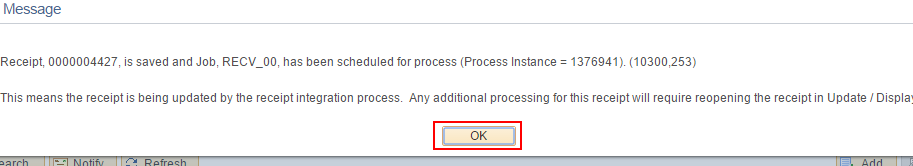 Message
Receipt, 0000004427, is saved and Job, RECV_00, has been scheduled for process (Process Instance = 1376941). (10300,253)
This means the receipt is being updated by the receipt integration process.  Any additional processing for this receipt will require reopening the receipt in Update / Display
OK
earch Notify Refresh Add